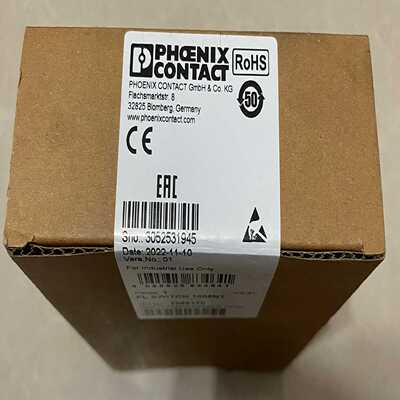 PHŒNIX
CONTACT
RoHS
PHOENIX CONTACT GmbH & Co. KG
Flachsmarktstr. 8
32825 Blomberg, Germany
www.phoenixcontact.com
50
CE
EAC
Sno.: 3052531945
Date: 2022-11-10
Vers.No.: 01
For Industrial Use Only